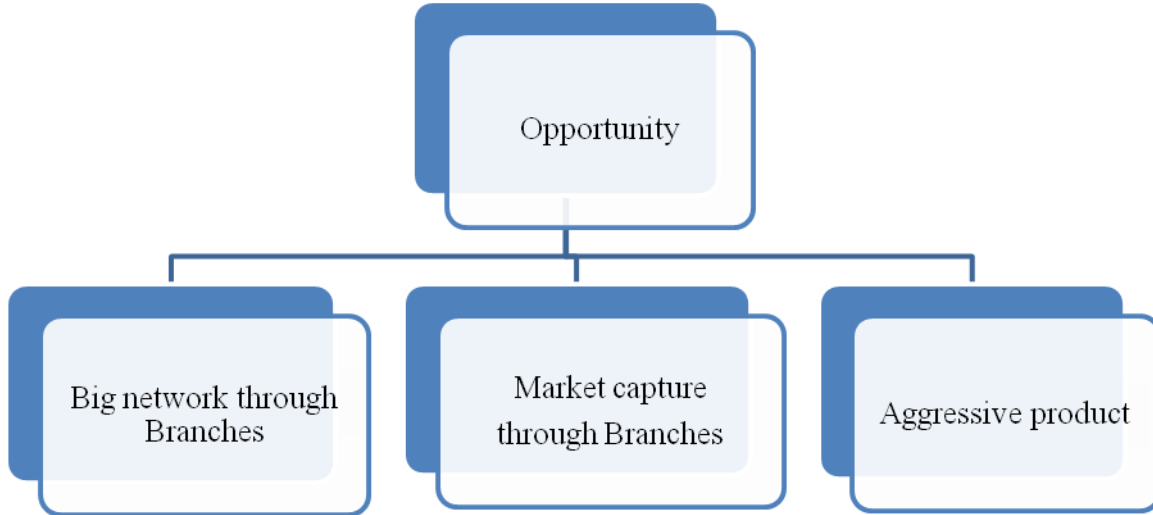 Opportunity
Big network through
Branches
Market capture
through Branches
Aggressive product